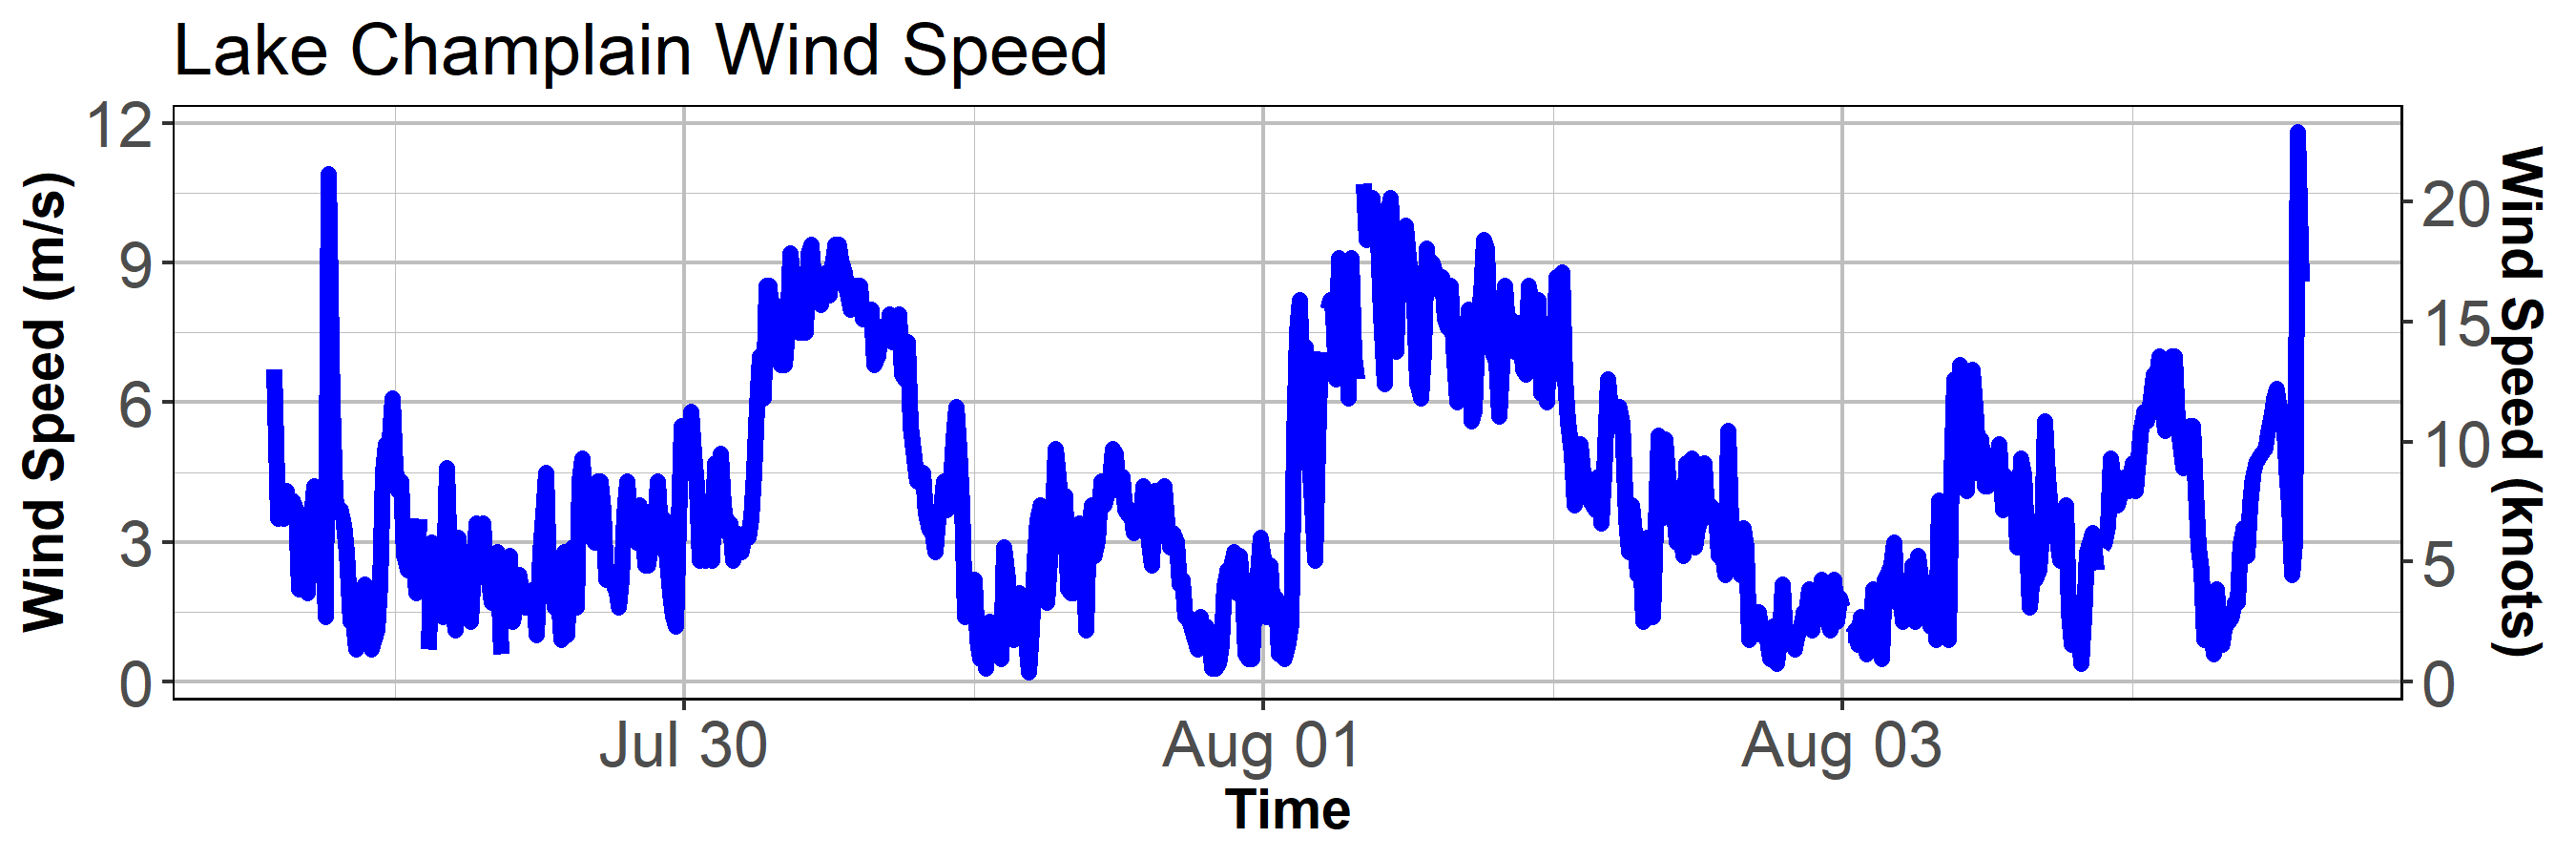 Lake Champlain Wind Speed
Wind Speed (m/s)
12
9
6
3
0
Wind Speed (knots)
20
15
10
5
0
Jul 30 Aug 01 Aug 03
Time